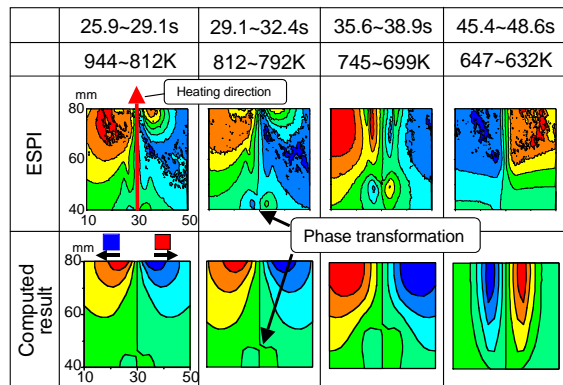 25.9~29.1s 29.1~32.4s 35.6~38.9s 45.4~48.6s
944~812K 812~792K 745~699K 647~632K
ESPI
mm
Heating direction
80
60
40
10 30 50
Phase transformation
Computed
result
mm
80
60
40
10 30 50